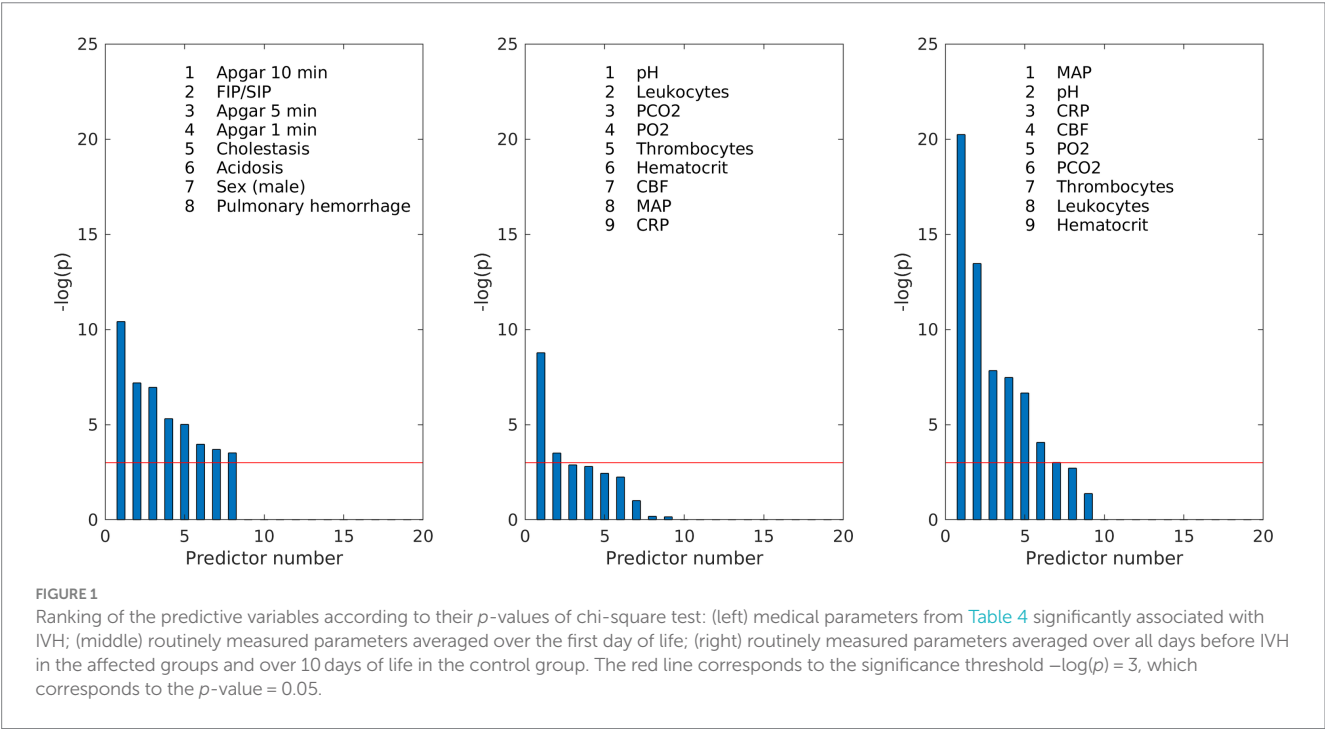 25
20
15
10
5
0
-log(p)
1 Apgar 10 min
2 FIP/SIP
3 Apgar 5 min
4 Apgar 1 min
5 Cholestasis
6 Acidosis
7 Sex (male)
8 Pulmonary hemorrhage
0 5 10 15 20
Predictor number
25
20
15
10
5
0
-log(p)
1 pH
2 Leukocytes
3 PCO2
4 PO2
5 Thrombocytes
6 Hematocrit
7 CBF
8 MAP
9 CRP
0 5 10 15 20
Predictor number
25
20
15
10
5
0
-log(p)
1 MAP
2 pH
3 CRP
4 CBF
5 PO2
6 PCO2
7 Thrombocytes
8 Leukocytes
9 Hematocrit
0 5 10 15 20
Predictor number
FIGURE 1
Ranking of the predictive variables according to their p-values of chi-square test: (left) medical parameters from Table 4 significantly associated with
IVH; (middle) routinely measured parameters averaged over the first day of life; (right) routinely measured parameters averaged over all days before IVH
in the affected groups and over 10 days of life in the control group. The red line corresponds to the significance threshold −log(p) = 3, which
corresponds to the p-value = 0.05.